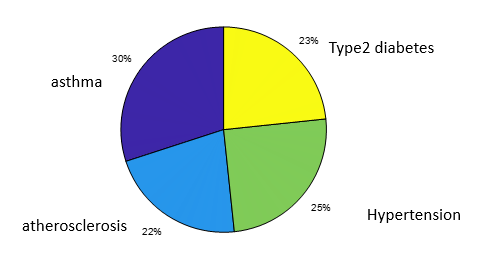 23%
Type2 diabetes
30%
asthma
25%
Hypertension
22%
atherosclerosis